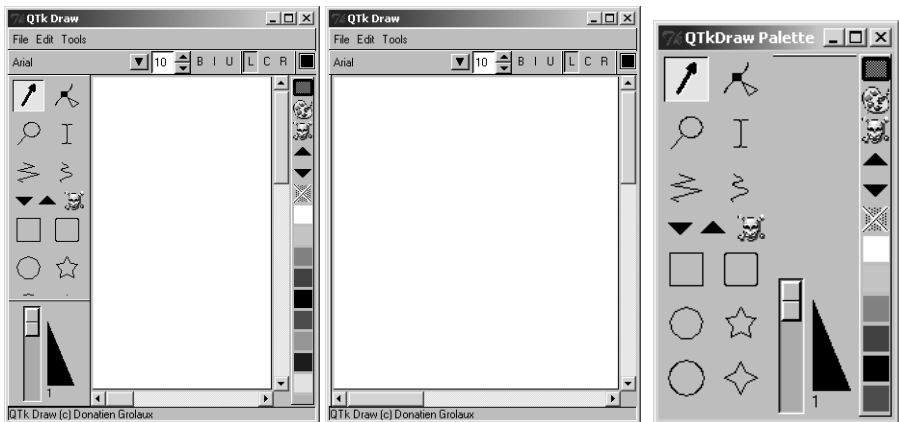 QTk Draw
File Edit Tools
Arial 10 B I U L C R
1
QTk Draw (c) Donatien Grolaux
QTk Draw
File Edit Tools
Arial 10 B I U L C R
QTk Draw (c) Donatien Grolaux
QTkDraw Palette
1